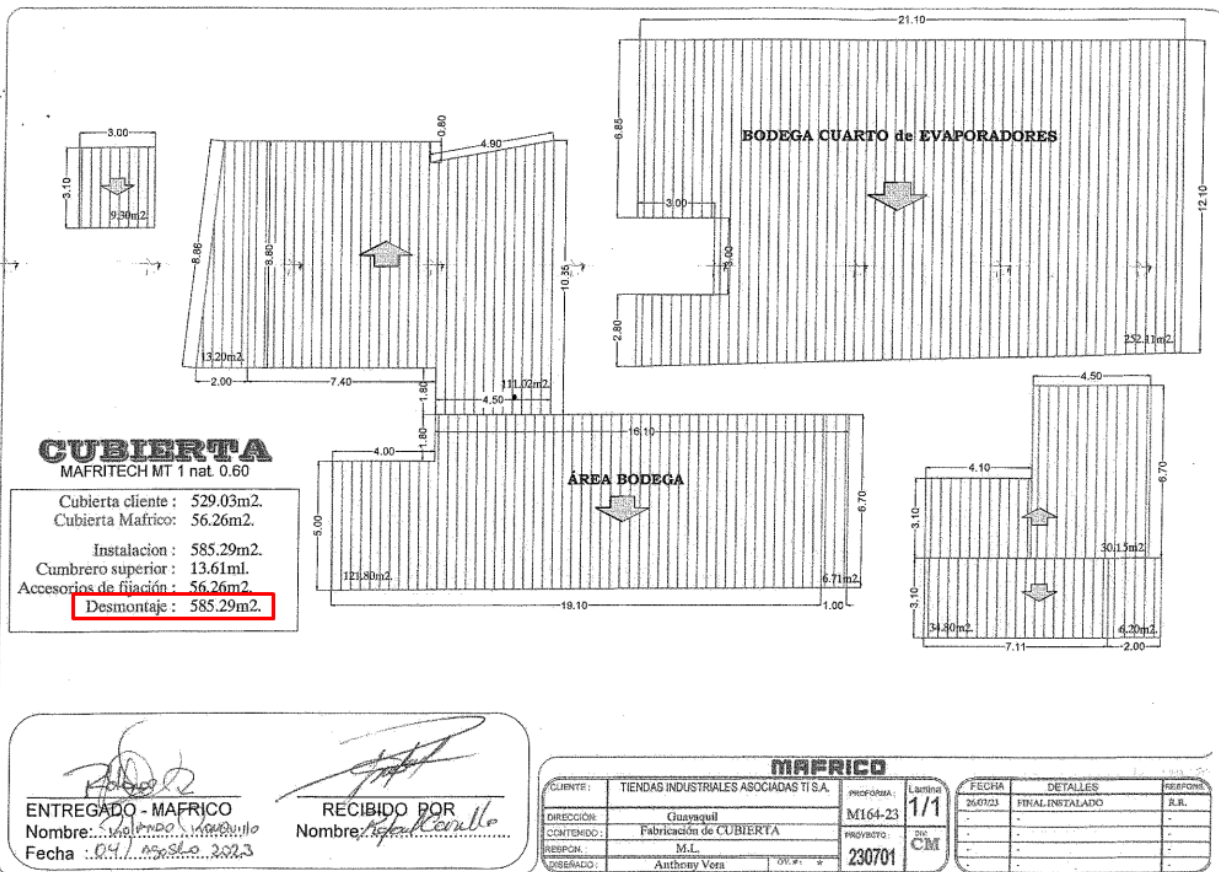 21.10
6.85
BODEGA CUARTO de EVAPORADORES
3.00
3.00
12.10
2.80
252.11m2.
3.00
3.10
9.30m2.
0.80
4.90
8.86
8.80
10.36
13.20m2.
2.00
7.40
1.80
111.02m2.
4.50
1.80
4.00
16.10
ÁREA BODEGA
5.00
6.70
121.80m2.
6.71m2.
19.10
1.00
4.50
4.10
6.70
3.10
30.15m2.
3.10
34.80m2.
6.20m2.
7.11
2.00
CUBIERTA
MAFRITECH MT 1 nat. 0.60
Cubierta cliente : 529.03m2.
Cubierta Mafrico: 56.26m2.
Instalacion : 585.29m2.
Cumbrero superior : 13.61ml.
Accesorios de fijación : 56.26m2.
Desmontaje : 585.29m2.
ENTREGADO - MAFRICO
Nombre:
Fecha : 04/ Agosto 2023
RECIBIDO POR
Nombre:
MAFRICO
CLIENTE : TIENDAS INDUSTRIALES ASOCIADAS TI S.A.
DIRECCIÓN: Guayaquil
CONTENIDO : Fabricación de CUBIERTA
RESPON. : M.L.
DISEÑADO : Anthony Vera
PROFORMA :
M164-23
PROYECTO :
230701
Lamina
1/1
CM
FECHA DETALLES RESPONS.
26/07/23 FINAL INSTALADO R.R.